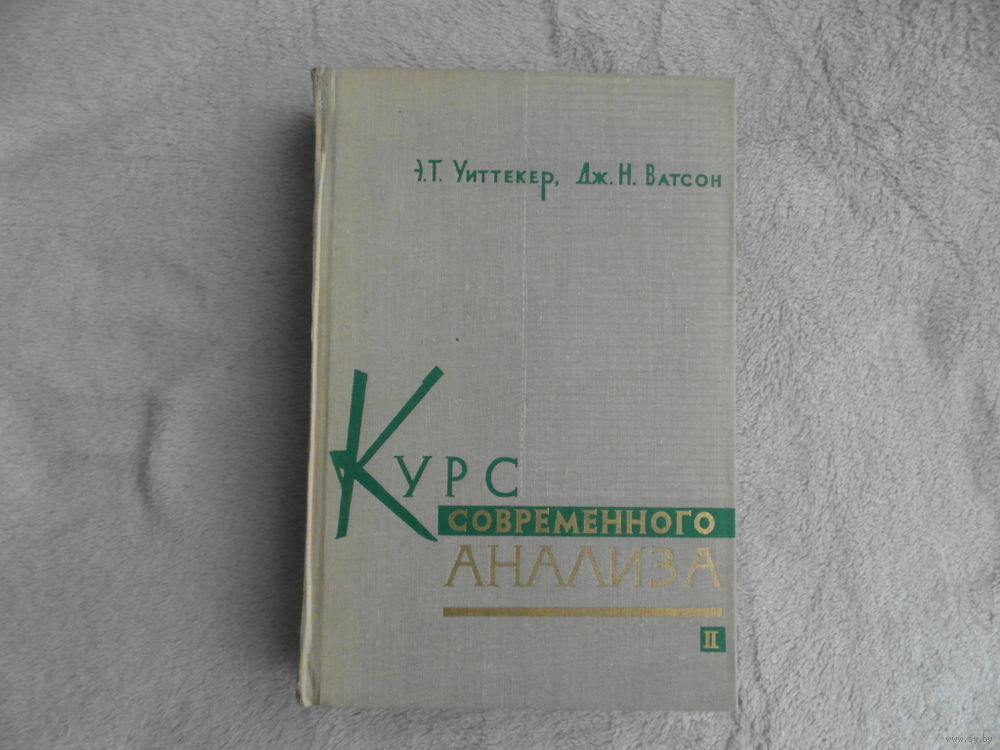 Э.Т. Уиттекер, Дж. Н. Ватсон
Курс
современного
анализа
II
www.ay.by